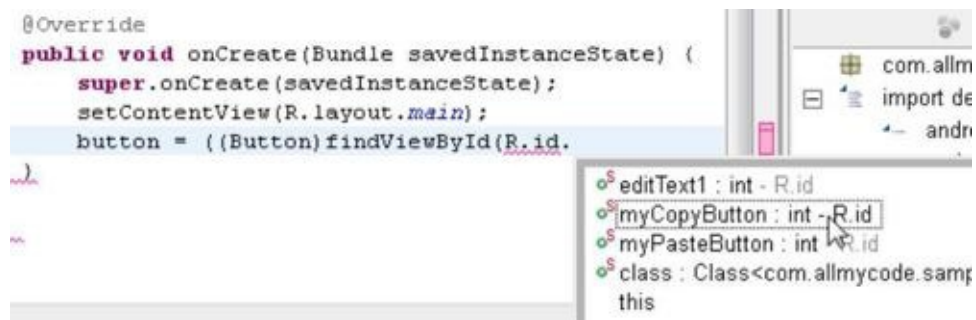 @Override
public void onCreate(Bundle savedInstanceState) {
super.onCreate(savedInstanceState);
setContentView(R.layout.main);
button = ((Button)findViewById(R.id.
}
com.allm
import de
andre
editText1 : int - R.id
myCopyButton : int - R.id
myPasteButton : int - R.id
class : Class<com.allmycode.samp
this